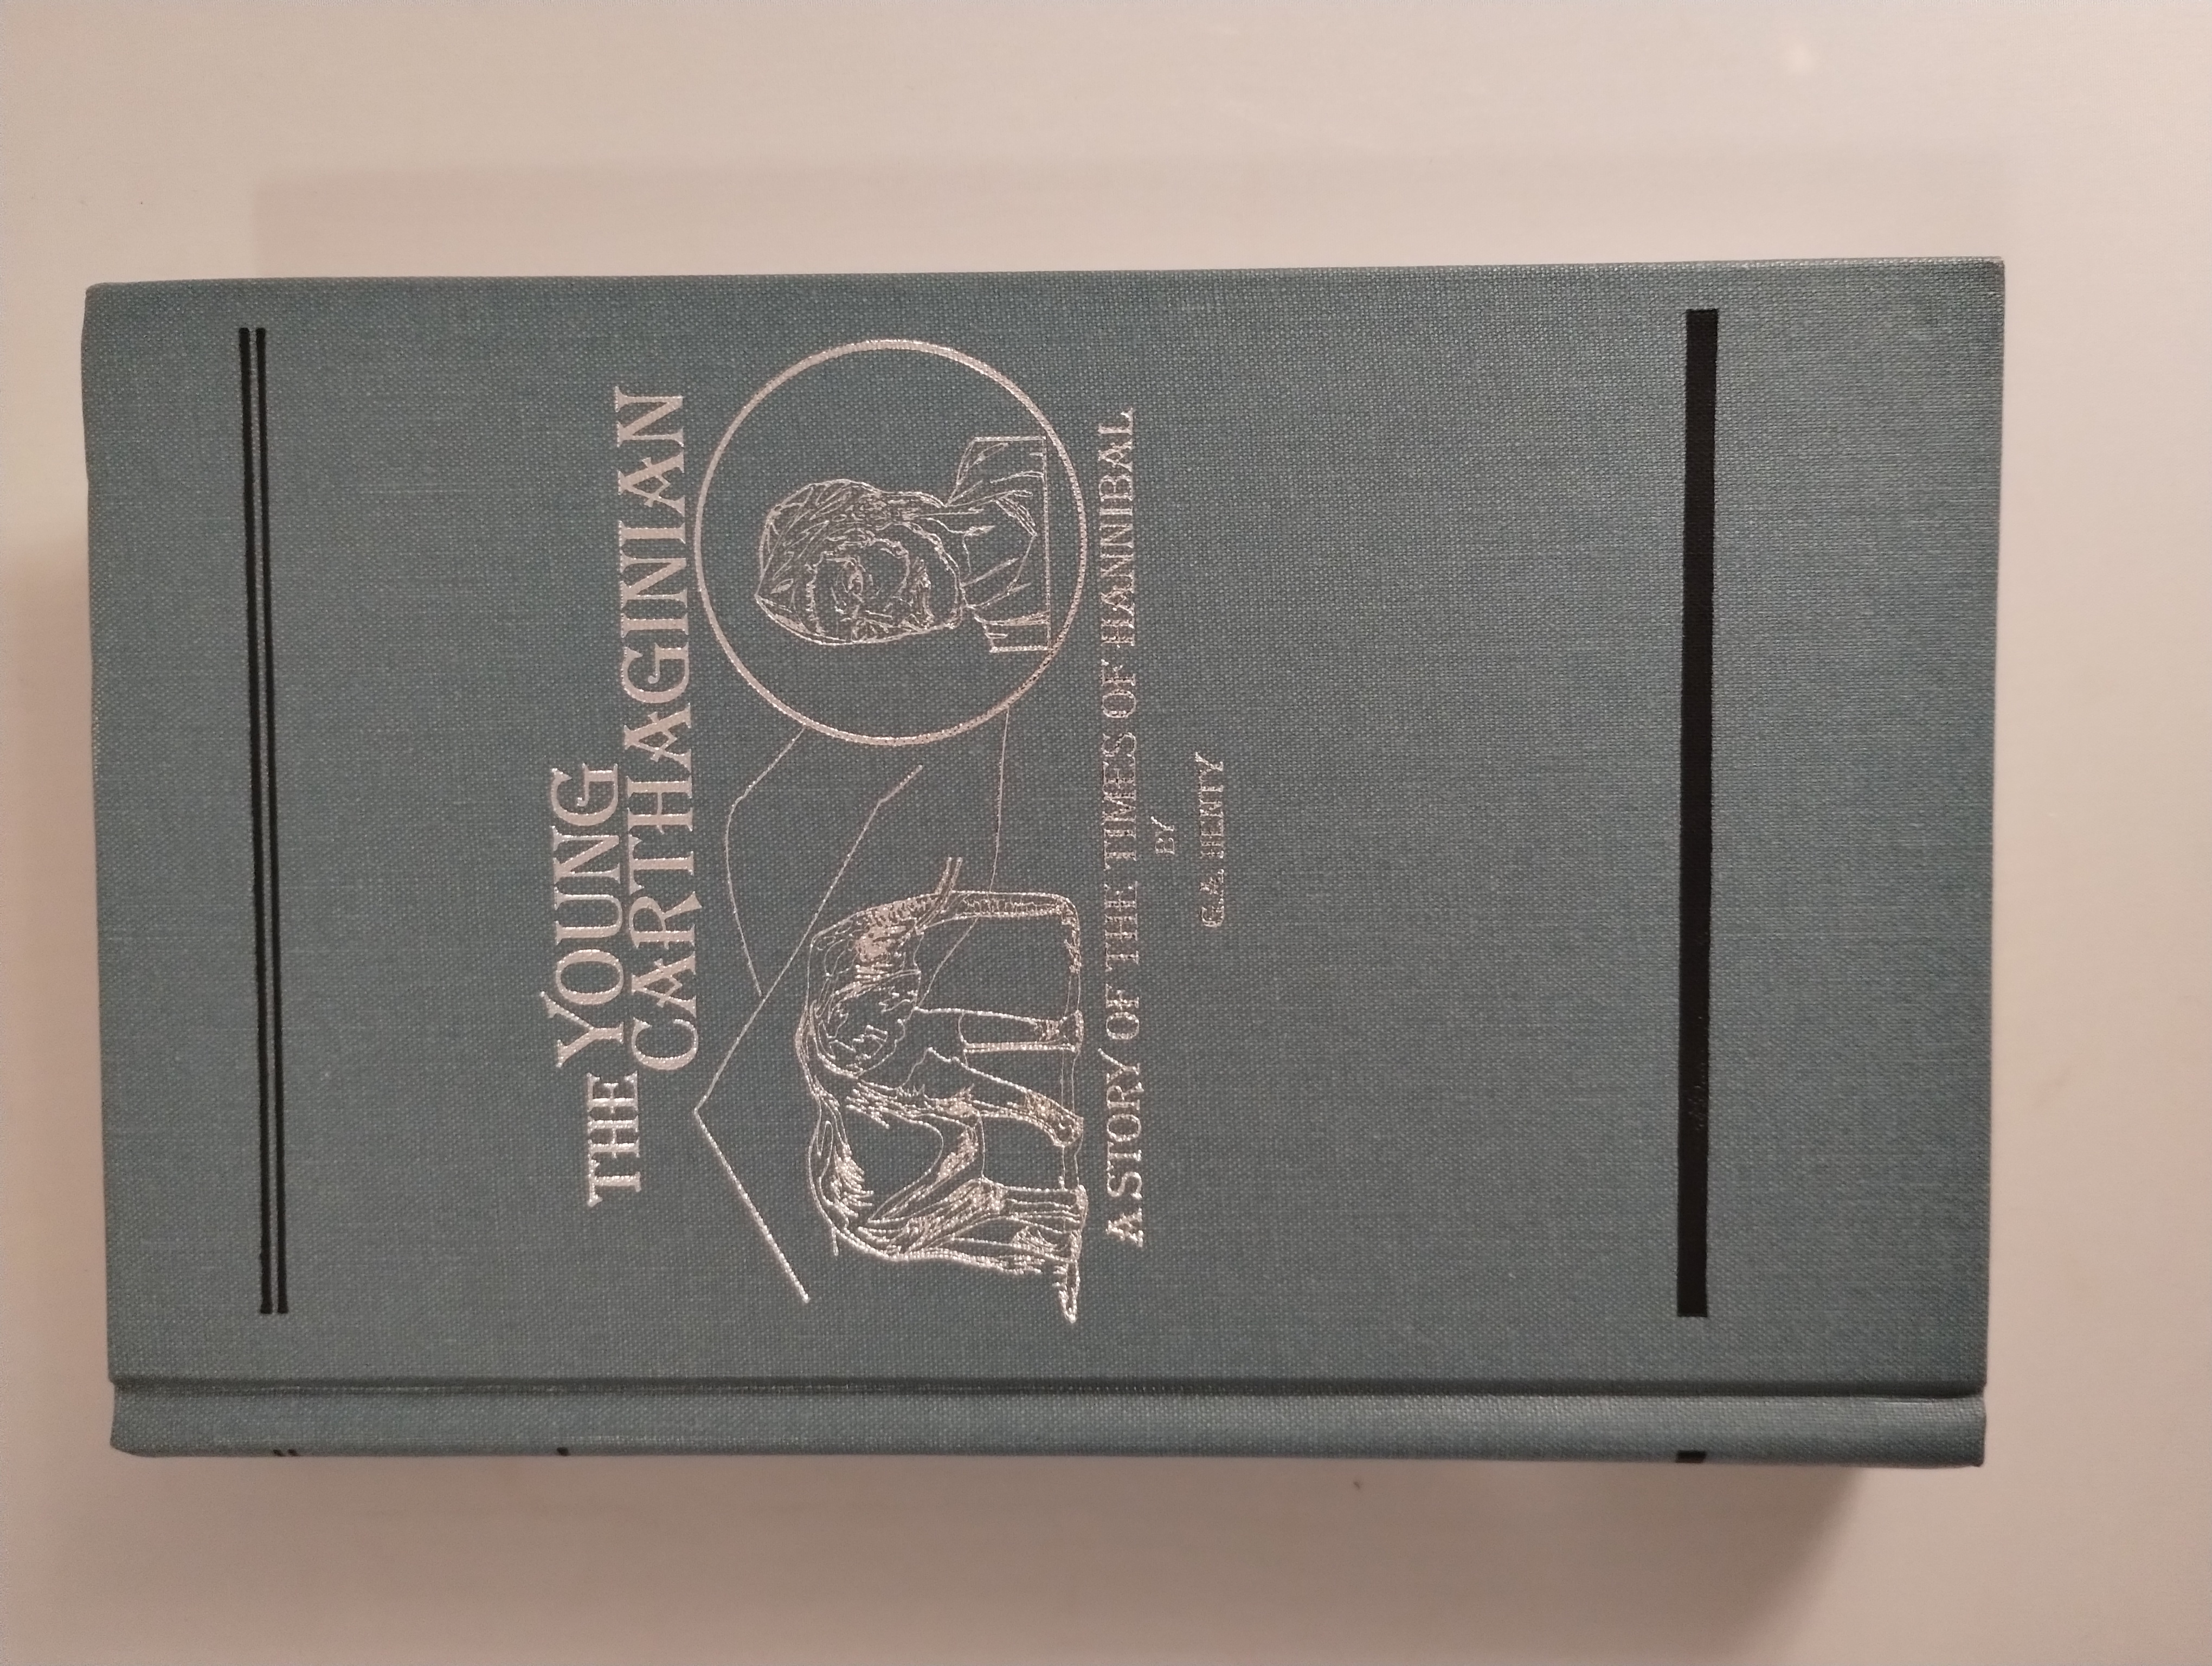 THE YOUNG
CARTHAGINIAN
A STORY OF THE TIMES OF HANNIBAL
BY
G.A. HENTY